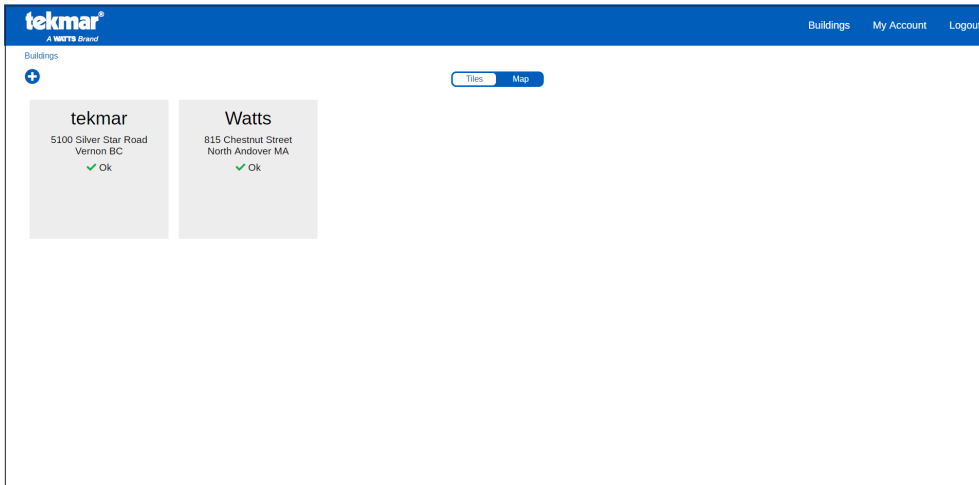 tekmar®
A WATTS Brand
Buildings My Account Logout
Buildings
Tiles Map
tekmar
5100 Silver Star Road
Vernon BC
Ok
Watts
815 Chestnut Street
North Andover MA
Ok